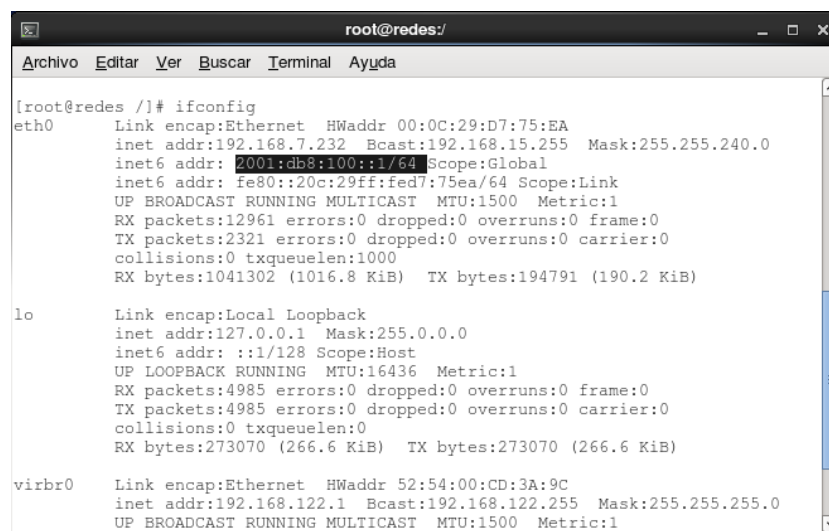 root@redes:/
Archivo Editar Ver Buscar Terminal Ayuda
[root@redes /]# ifconfig
eth0 Link encap:Ethernet HWaddr 00:0C:29:D7:75:EA
inet addr:192.168.7.232 Bcast:192.168.15.255 Mask:255.255.240.0
inet6 addr: 2001:db8:100::1/64 Scope:Global
inet6 addr: fe80::20c:29ff:fed7:75ea/64 Scope:Link
UP BROADCAST RUNNING MULTICAST MTU:1500 Metric:1
RX packets:12961 errors:0 dropped:0 overruns:0 frame:0
TX packets:2321 errors:0 dropped:0 overruns:0 carrier:0
collisions:0 txqueuelen:1000
RX bytes:1041302 (1016.8 KiB) TX bytes:194791 (190.2 KiB)
lo Link encap:Local Loopback
inet addr:127.0.0.1 Mask:255.0.0.0
inet6 addr: ::1/128 Scope:Host
UP LOOPBACK RUNNING MTU:16436 Metric:1
RX packets:4985 errors:0 dropped:0 overruns:0 frame:0
TX packets:4985 errors:0 dropped:0 overruns:0 carrier:0
collisions:0 txqueuelen:0
RX bytes:273070 (266.6 KiB) TX bytes:273070 (266.6 KiB)
virbr0 Link encap:Ethernet HWaddr 52:54:00:CD:3A:9C
inet addr:192.168.122.1 Bcast:192.168.122.255 Mask:255.255.255.0
UP BROADCAST RUNNING MULTICAST MTU:1500 Metric:1